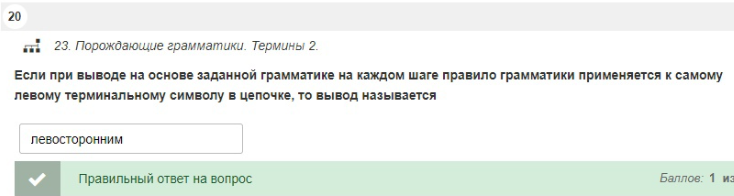 20
23. Порождающие грамматики. Термины 2.
Если при выводе на основе заданной грамматике на каждом шаге правило грамматики применяется к самому
левому терминальному символу в цепочке, то вывод называется
левосторонним
Правильный ответ на вопрос Баллов: 1 из